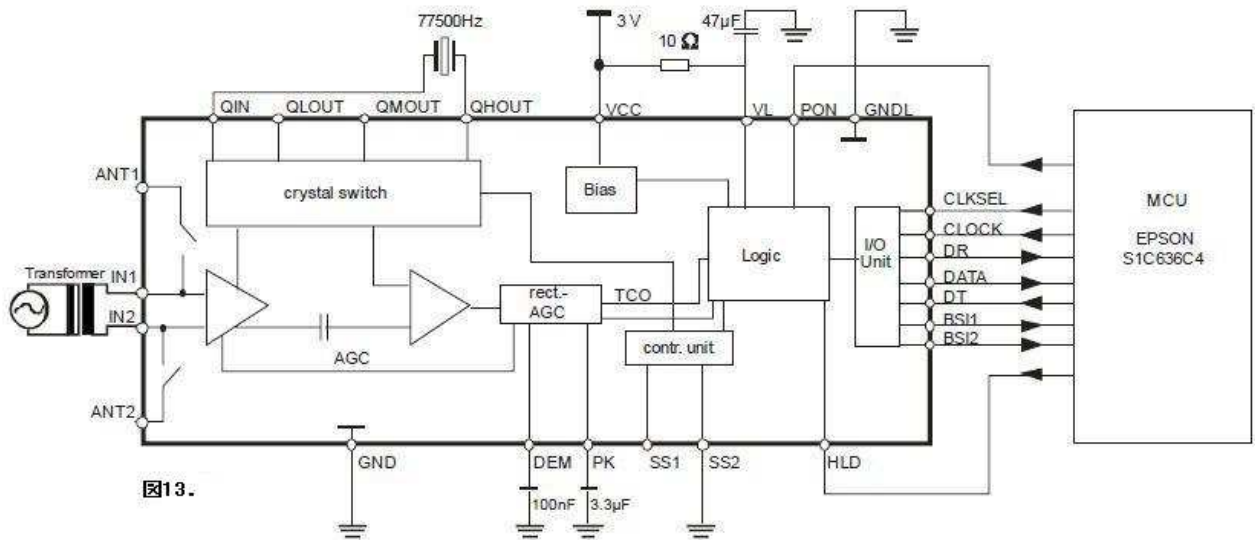 77500Hz
3 V
47µF
10 Ω
QIN
QLOUT
QMOUT
QHOUT
VCC
VL
PON
GNDL
ANT1
crystal switch
Bias
MCU
EPSON
S1C636C4
CLKSEL
CLOCK
DR
DATA
DT
BSI1
BSI2
I/O
Unit
Logic
Transformer
IN1
IN2
rect.-
AGC
TCO
contr. unit
AGC
ANT2
GND
DEM
PK
SS1
SS2
HLD
100nF
3.3µF
図13.